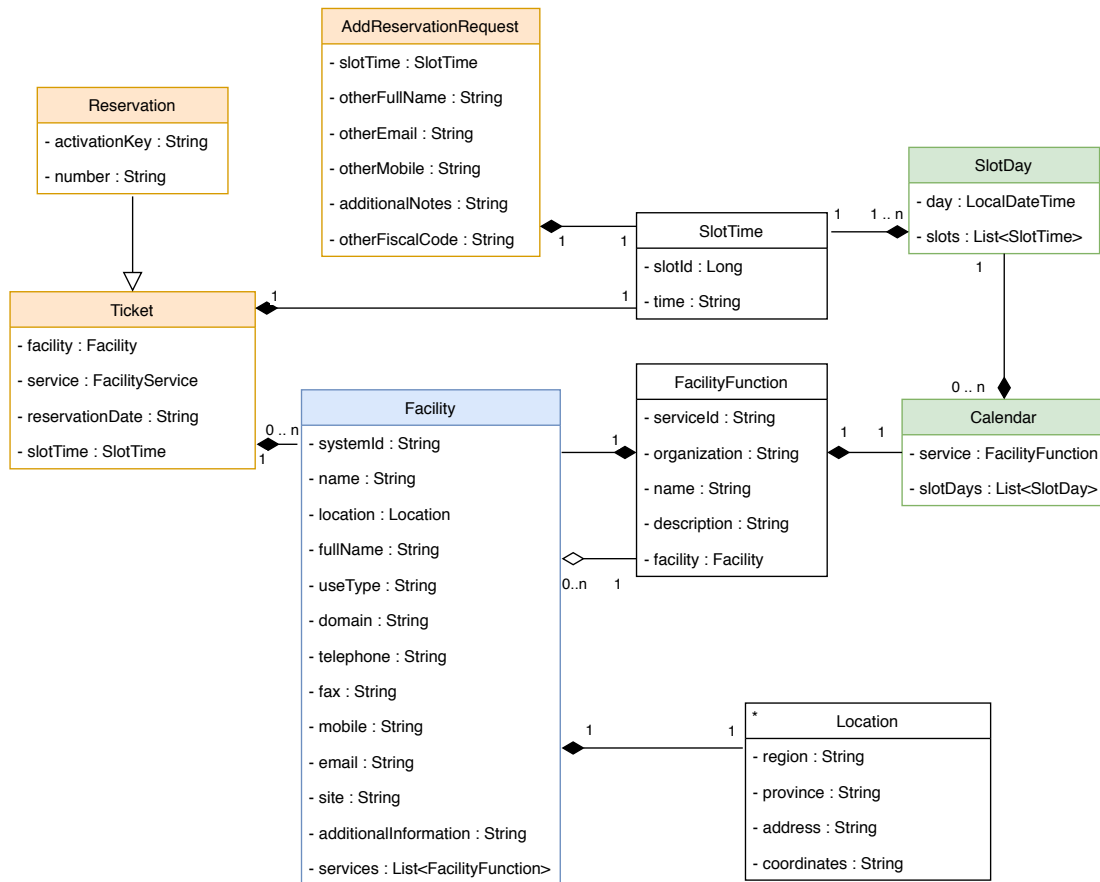 AddReservationRequest
- slotTime : SlotTime
- otherFullName : String
- otherEmail : String
- otherMobile : String
- additionalNotes : String
- otherFiscalCode : String
Reservation
- activationKey : String
- number : String
SlotDay
- day : LocalDateTime
- slots : List<SlotTime>
1
1
1
1 .. n
1
SlotTime
- slotId : Long
- time : String
Ticket
- facility : Facility
- service : FacilityService
- reservationDate : String
- slotTime : SlotTime
1
1
0 .. n
1
0 .. n
Facility
- systemId : String
- name : String
- location : Location
- fullName : String
- useType : String
- domain : String
- telephone : String
- fax : String
- mobile : String
- email : String
- site : String
- additionalInformation : String
- services : List<FacilityFunction>
1
0..n
1
FacilityFunction
- serviceId : String
- organization : String
- name : String
- description : String
- facility : Facility
1
1
Calendar
- service : FacilityFunction
- slotDays : List<SlotDay>
1
1
*
Location
- region : String
- province : String
- address : String
- coordinates : String